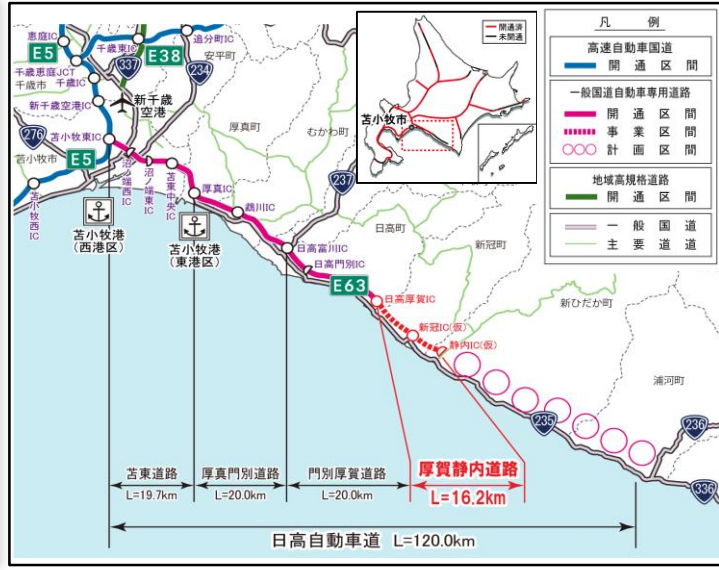 恵庭IC
E5
千歳東IC
E38
追分町IC
安平町
千歳恵庭JCT
千歳市
千歳IC
337
234
新千歳空港IC
新千歳
空港
276
苫小牧東IC
苫小牧市
E5
沼ノ端西IC
沼ノ端東IC
苫東中央IC
厚真町
むかわ町
厚真IC
鵡川IC
237
苫小牧西IC
苫小牧港
(西港区)
苫小牧港
(東港区)
日高富川IC
日高門別IC
E63
日高町
新冠町
日高厚賀IC
新冠IC(仮)
静内IC(仮)
新ひだか町
浦河町
235
236
336
開通済
未開通
苫小牧市
凡 例
高速自動車国道
開通区間
一般国道自動車専用道路
開通区間
事業区間
計画区間
地域高規格道路
開通区間
一般国道
主要道道
苫東道路
L=19.7km
厚真門別道路
L=20.0km
門別厚賀道路
L=20.0km
厚賀静内道路
L=16.2km
日高自動車道 L=120.0km